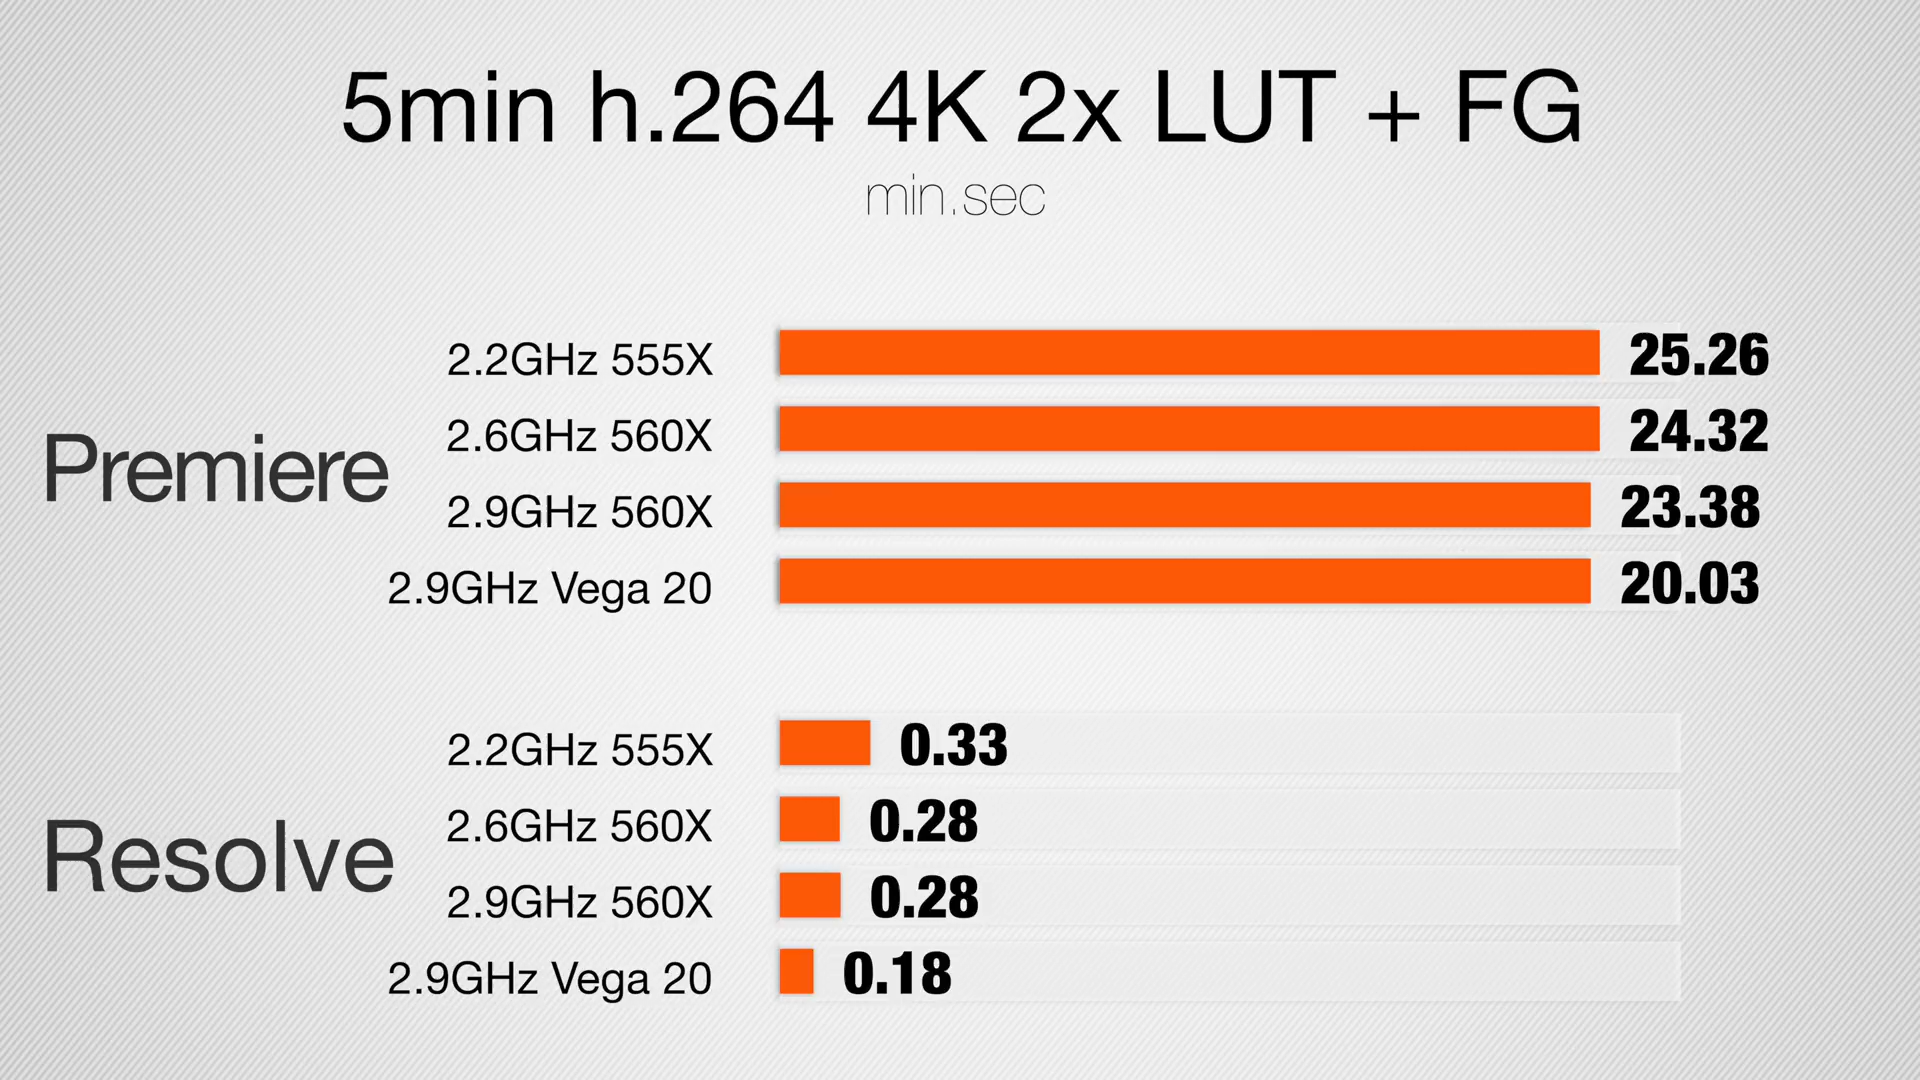 5min h.264 4K 2x LUT + FG
min.sec
Premiere
2.2GHz 555X 25.26
2.6GHz 560X 24.32
2.9GHz 560X 23.38
2.9GHz Vega 20 20.03
Resolve
2.2GHz 555X 0.33
2.6GHz 560X 0.28
2.9GHz 560X 0.28
2.9GHz Vega 20 0.18